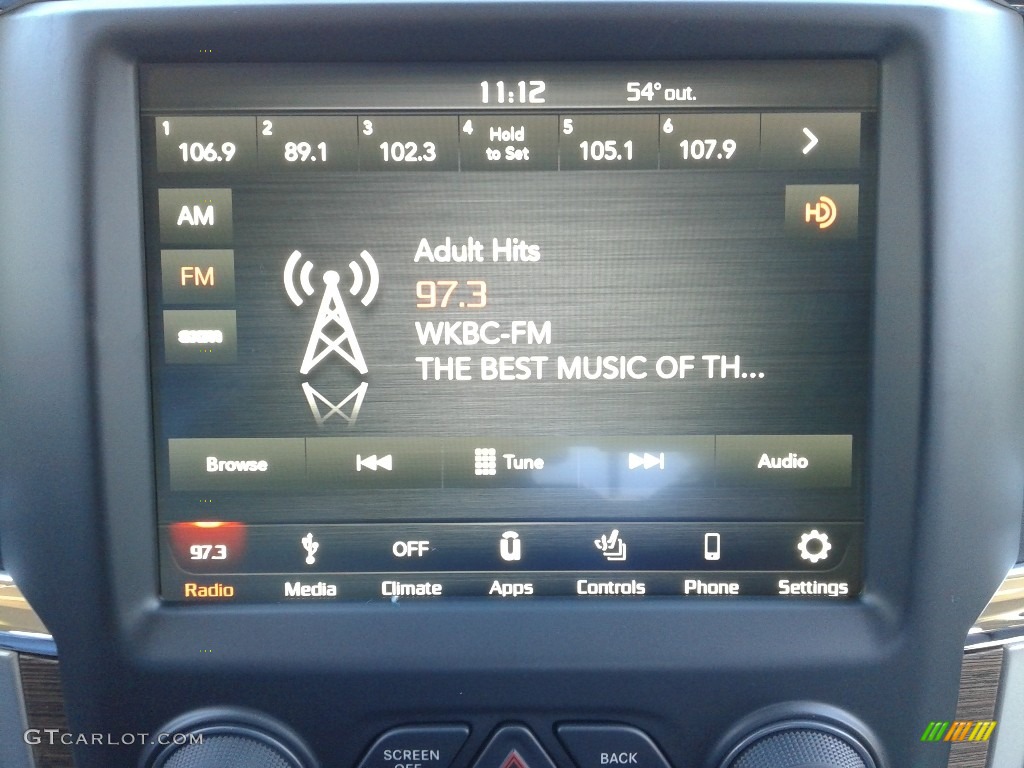 11:12 54° out.
1 2 3 4 Hold 5 6
106.9 89.1 102.3 to Set 105.1 107.9
AM HD
Adult Hits
FM 97.3
WKBC-FM
THE BEST MUSIC OF TH...
Browse Tune Audio
97.3 OFF
Radio Media Climate Apps Controls Phone Settings
GTCARLOT.COM
SCREEN BACK
OFF